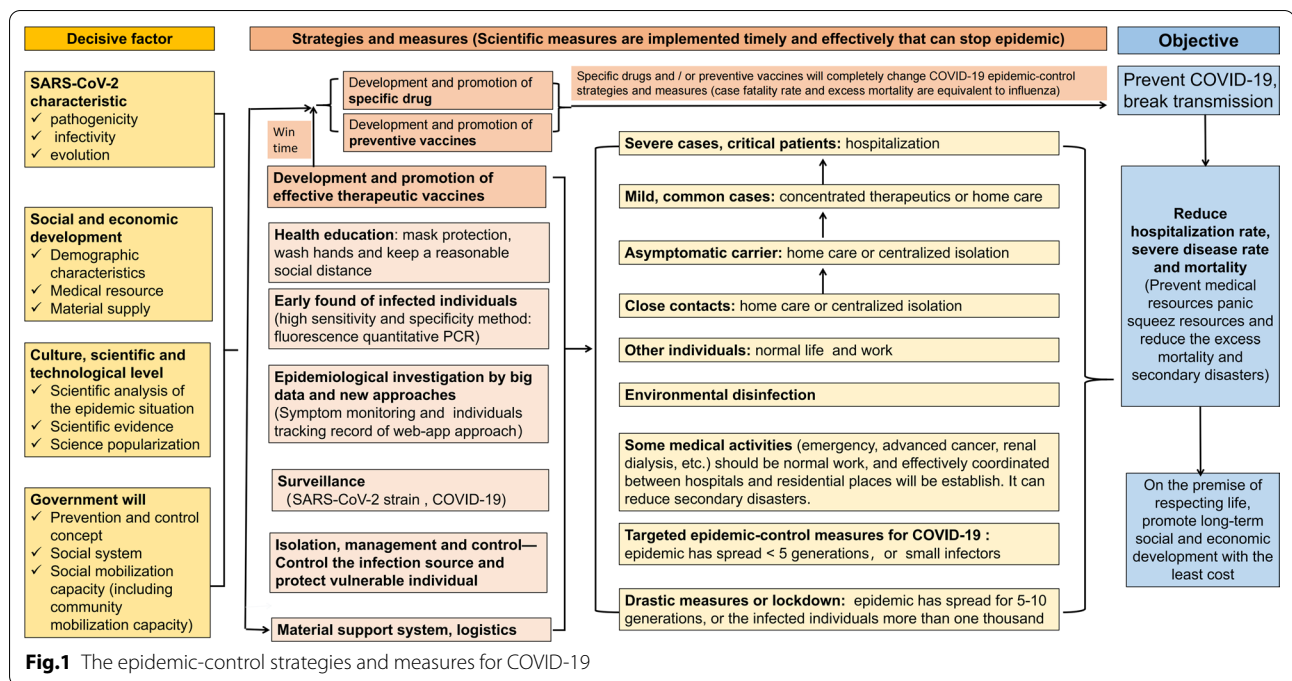 Decisive factor
Strategies and measures (Scientific measures are implemented timely and effectively that can stop epidemic)
Objective
SARS-CoV-2
characteristic
✓ pathogenicity
✓ infectivity
✓ evolution
Social and economic
development
✓ Demographic
characteristics
✓ Medical resource
✓ Material supply
Culture, scientific and
technological level
✓ Scientific analysis of
the epidemic situation
✓ Scientific evidence
✓ Science popularization
Government will
✓ Prevention and control
concept
✓ Social system
✓ Social mobilization
capacity (including
community
mobilization capacity)
Development and promotion of
specific drug
Development and promotion of
preventive vaccines
Win
time
Development and promotion of
effective therapeutic vaccines
Health education: mask protection,
wash hands and keep a reasonable
social distance
Early found of infected individuals
(high sensitivity and specificity method:
fluorescence quantitative PCR)
Epidemiological investigation by big
data and new approaches
(Symptom monitoring and individuals
tracking record of web-app approach)
Surveillance
(SARS-CoV-2 strain , COVID-19)
Isolation, management and control—
Control the infection source and
protect vulnerable individual
Material support system, logistics
Specific drugs and / or preventive vaccines will completely change COVID-19 epidemic-control
strategies and measures (case fatality rate and excess mortality are equivalent to influenza)
Severe cases, critical patients: hospitalization
Mild, common cases: concentrated therapeutics or home care
Asymptomatic carrier: home care or centralized isolation
Close contacts: home care or centralized isolation
Other individuals: normal life and work
Environmental disinfection
Some medical activities (emergency, advanced cancer, renal
dialysis, etc.) should be normal work, and effectively coordinated
between hospitals and residential places will be establish. It can
reduce secondary disasters.
Targeted epidemic-control measures for COVID-19 :
epidemic has spread < 5 generations, or small infectors
Drastic measures or lockdown: epidemic has spread for 5-10
generations, or the infected individuals more than one thousand
Prevent COVID-19,
break transmission
Reduce
hospitalization rate,
severe disease rate
and mortality
(Prevent medical
resources panic
squeez resources and
reduce the excess
mortality and
secondary disasters)
On the premise of
respecting life,
promote long-term
social and economic
development with the
least cost
Fig.1 The epidemic-control strategies and measures for COVID-19